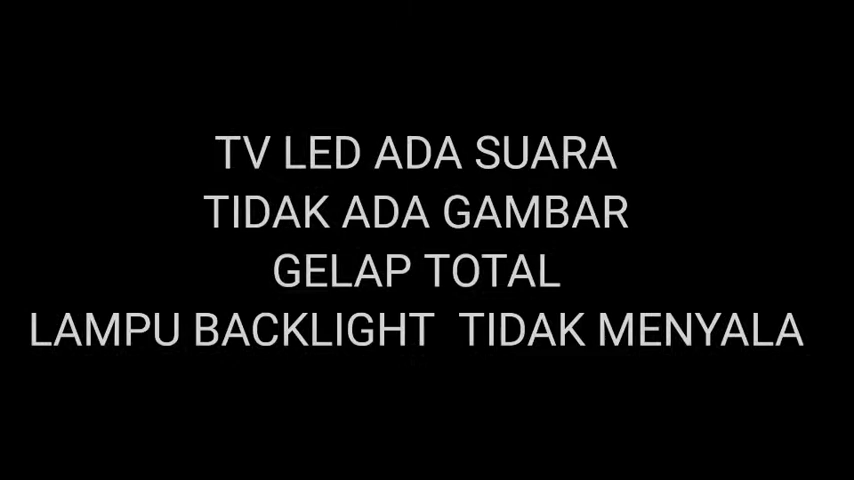 TV LED ADA SUARA
TIDAK ADA GAMBAR
GELAP TOTAL
LAMPU BACKLIGHT TIDAK MENYALA